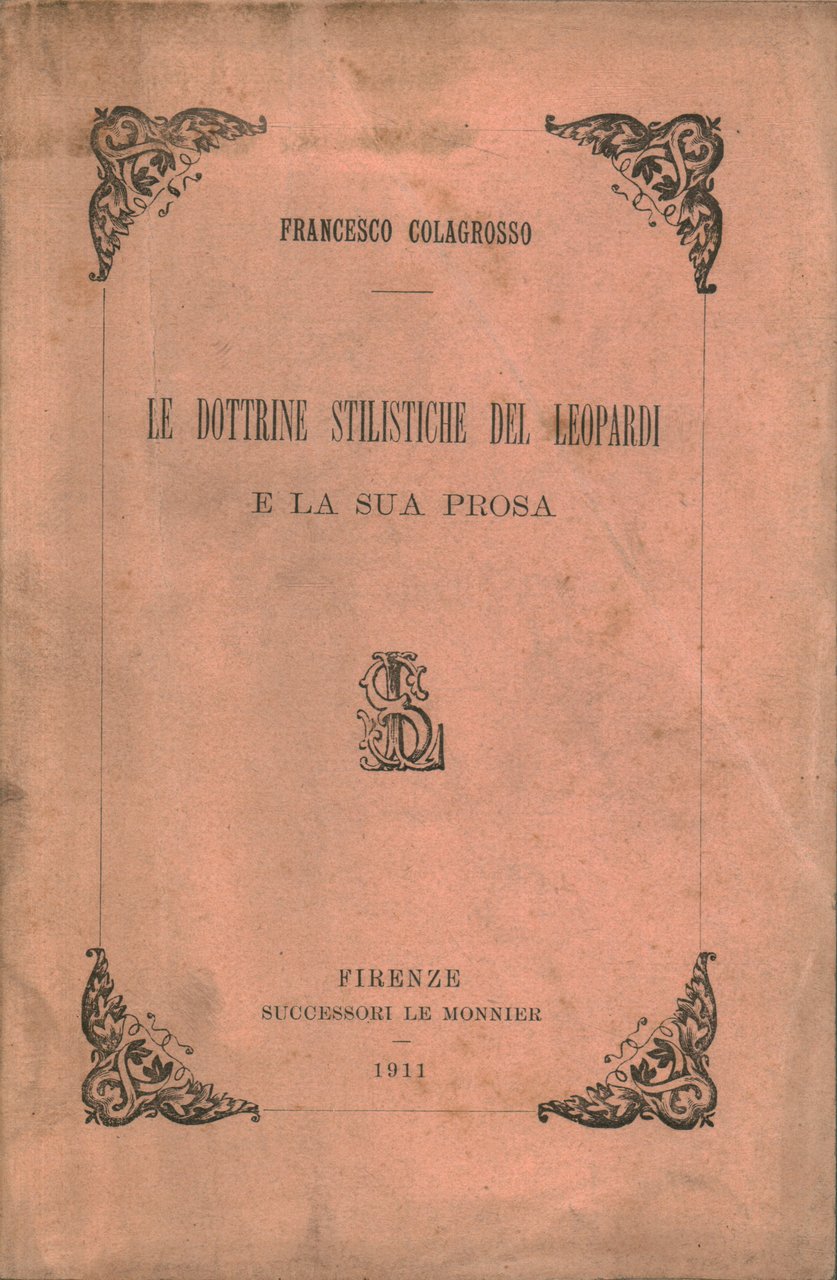 FRANCESCO COLAGROSSO
LE DOTTRINE STILISTICHE DEL LEOPARDI
E LA SUA PROSA
FIRENZE
SUCCESSORI LE MONNIER
1911